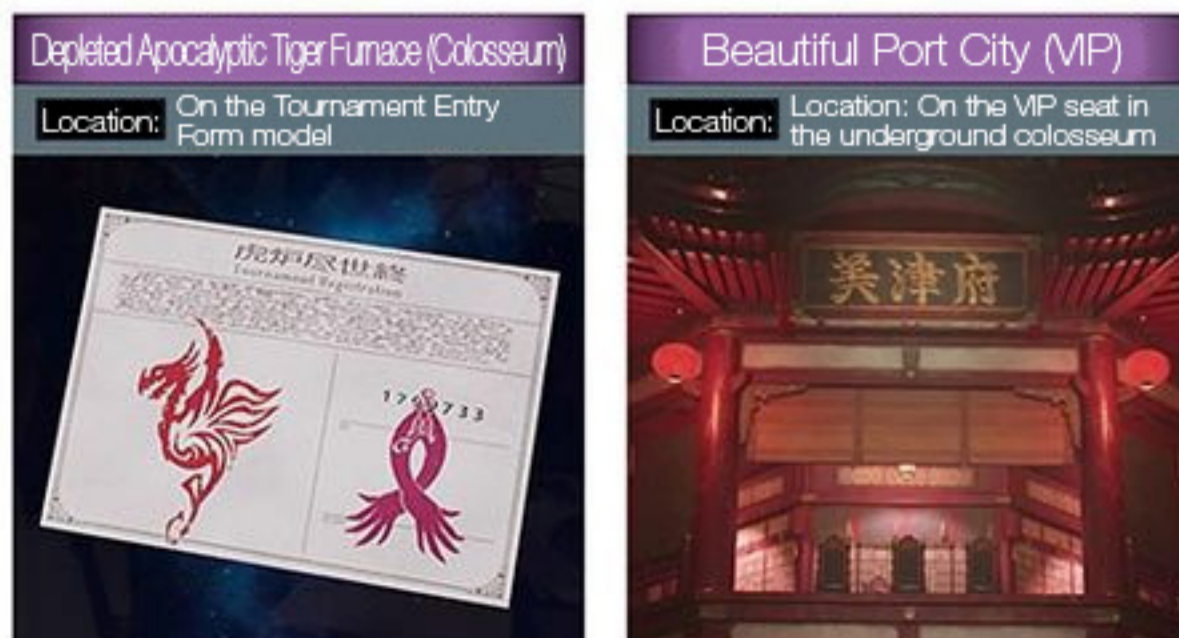 Depleted Apocalyptic Tiger Furnace (Colosseum)
Location: On the Tournament Entry
Form model
虎炉尽世終
Tournament Registration
Beautiful Port City (VIP)
Location: Location: On the VIP seat in
the underground colosseum
美津府